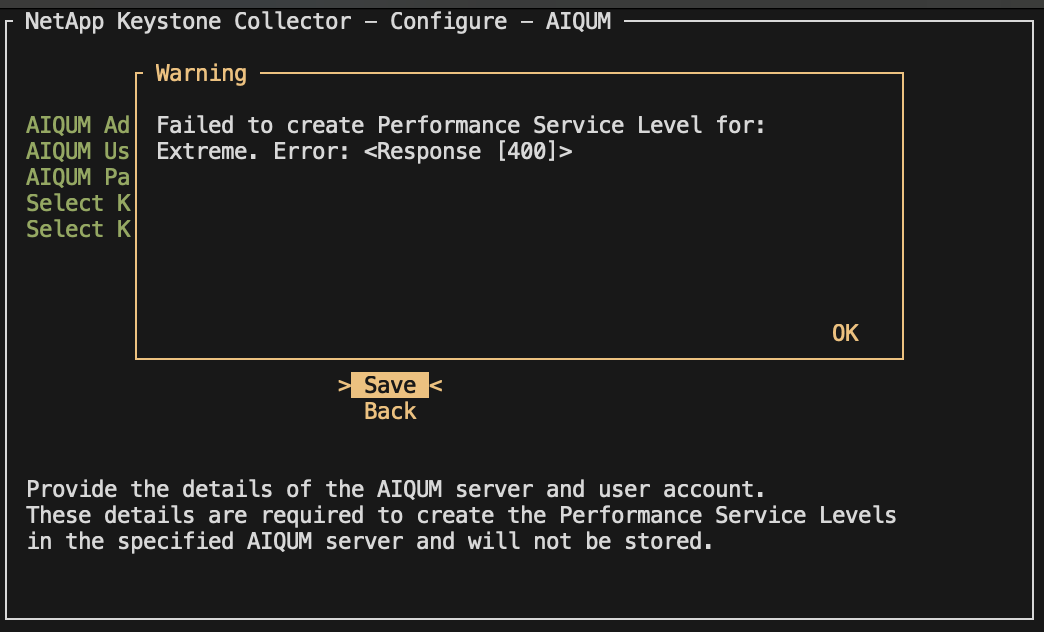 NetApp Keystone Collector – Configure – AIQUM
Warning
AIQUM Ad
Failed to create Performance Service Level for:
AIQUM Us
Extreme. Error: <Response [400]>
AIQUM Pa
Select K
Select K
OK
> Save <
Back
Provide the details of the AIQUM server and user account.
These details are required to create the Performance Service Levels
in the specified AIQUM server and will not be stored.